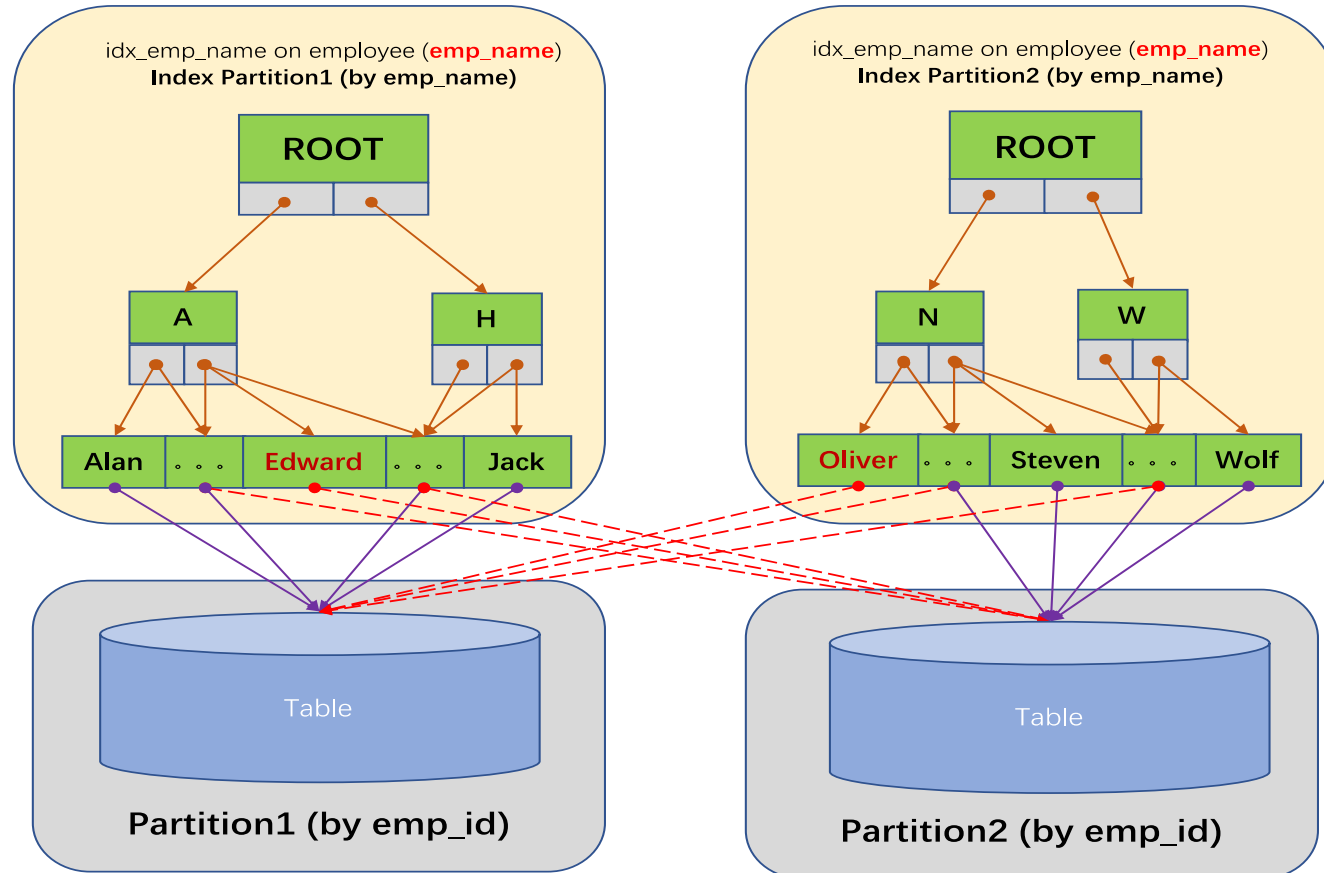 idx_emp_name on employee (emp_name)
Index Partition1 (by emp_name)
ROOT
A
H
Alan
。。。
Edward
。。。
Jack
Table
Partition1 (by emp_id)
idx_emp_name on employee (emp_name)
Index Partition2 (by emp_name)
ROOT
N
W
Oliver
。。。
Steven
。。。
Wolf
Table
Partition2 (by emp_id)